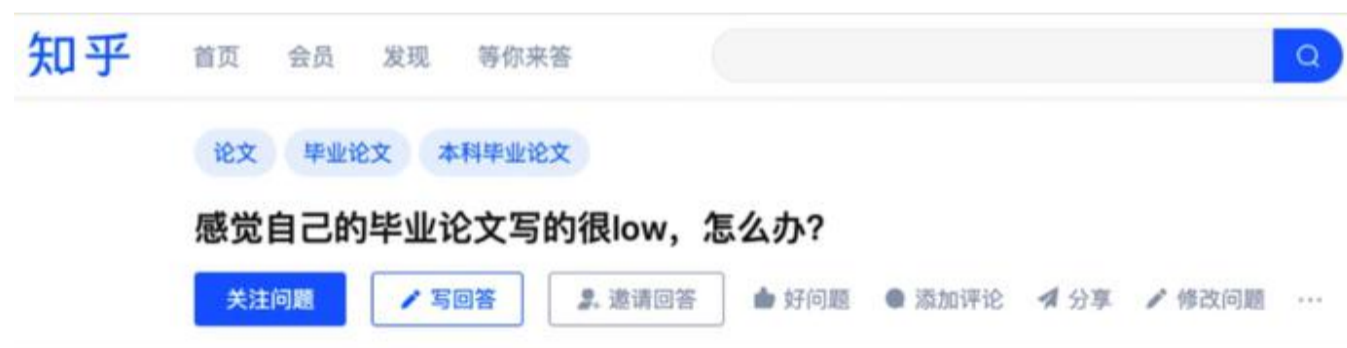 知乎 首页 会员 发现 等你来答
论文 毕业论文 本科毕业论文
感觉自己的毕业论文写的很low，怎么办？
关注问题 写回答 邀请回答 好问题 添加评论 分享 修改问题 ...